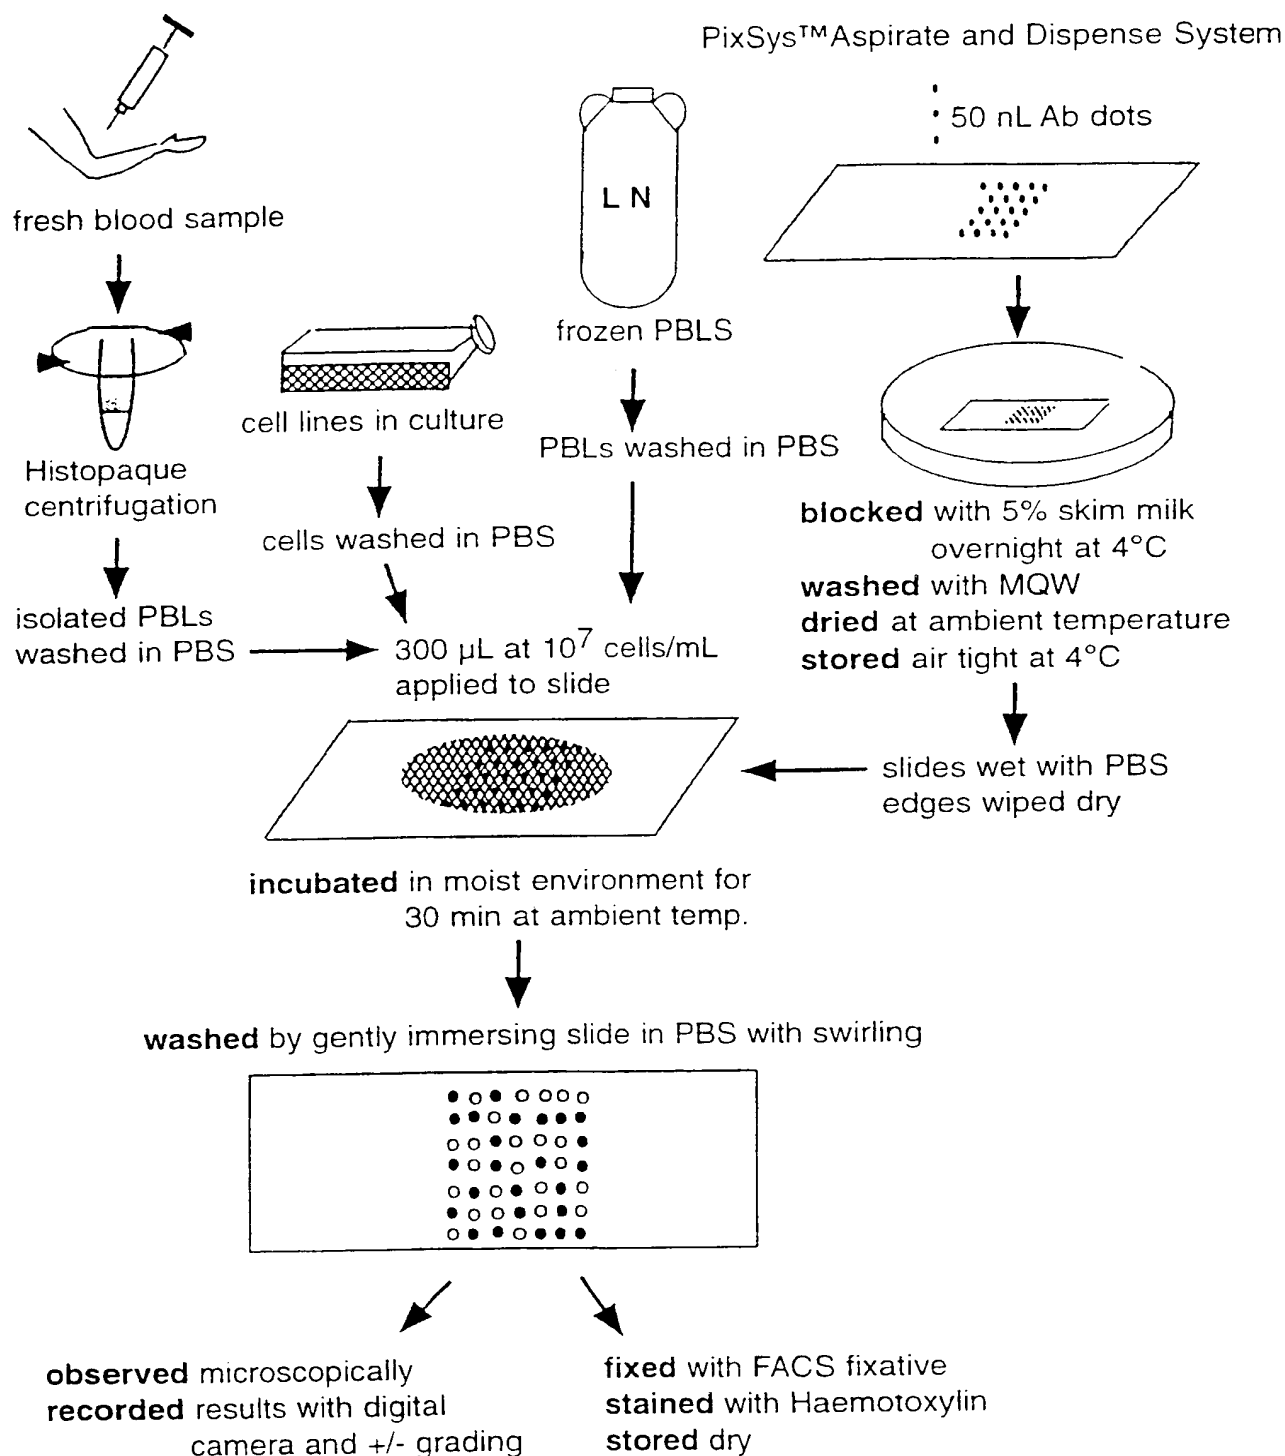 PixSys™Aspirate and Dispense System
50 nL Ab dots
fresh blood sample
L N
frozen PBLS
cell lines in culture
PBLs washed in PBS
Histopaque
centrifugation
cells washed in PBS
blocked with 5% skim milk
overnight at 4°C
washed with MQW
dried at ambient temperature
stored air tight at 4°C
isolated PBLs
washed in PBS
300 µL at 10⁷ cells/mL
applied to slide
slides wet with PBS
edges wiped dry
incubated in moist environment for
30 min at ambient temp.
washed by gently immersing slide in PBS with swirling
observed microscopically
recorded results with digital
camera and +/- grading
fixed with FACS fixative
stained with Haemotoxylin
stored dry